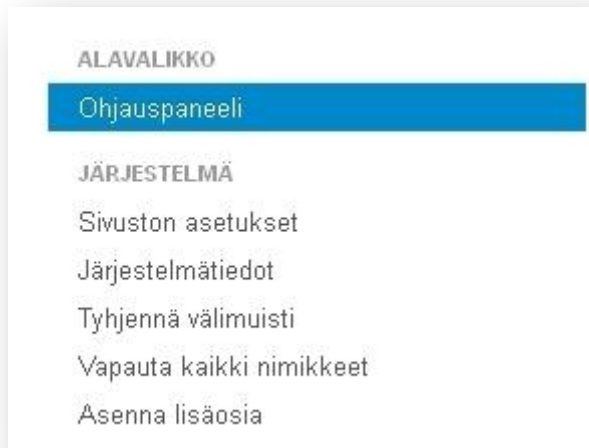 ALAVALIKKO
Ohjauspaneeli
JÄRJESTELMÄ
Sivuston asetukset
Järjestelmätiedot
Tyhjennä välimuisti
Vapauta kaikki nimikkeet
Asenna lisäosia